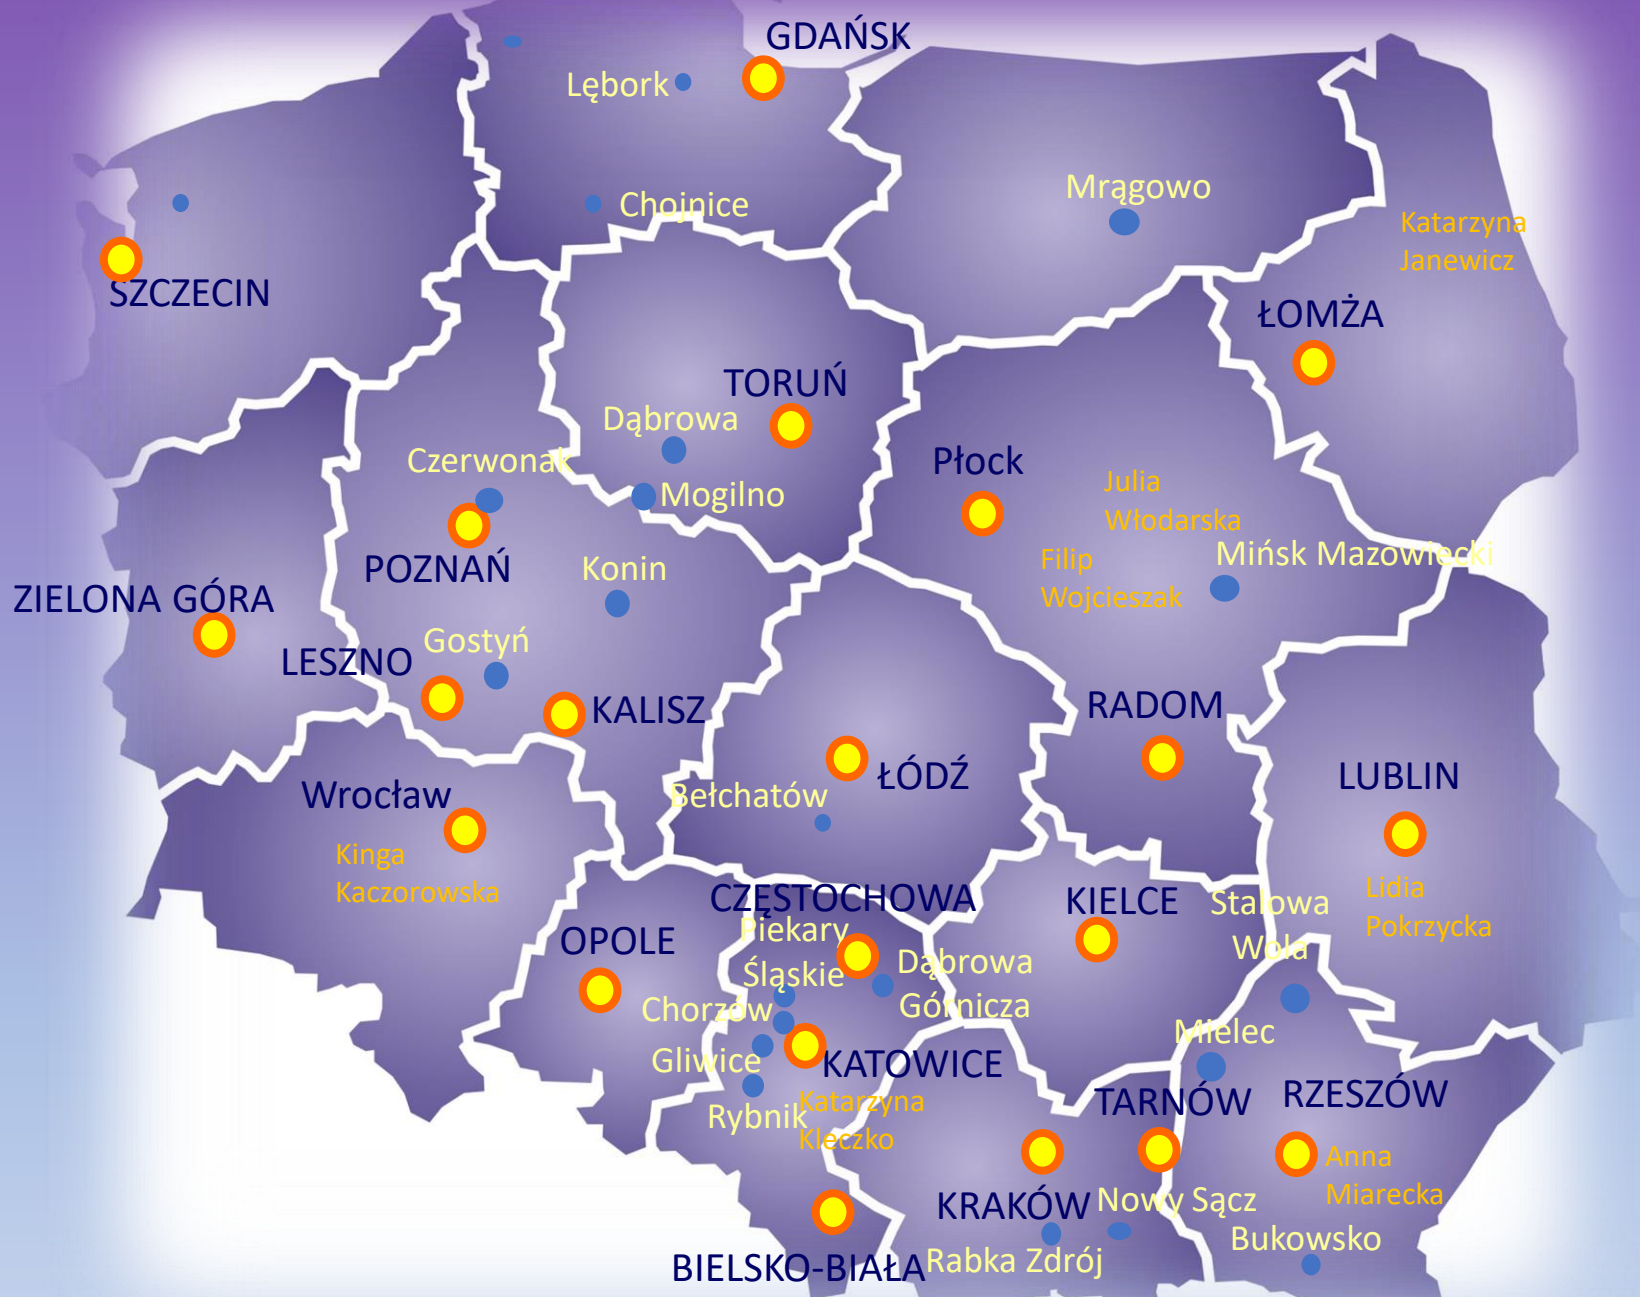 GDAŃSK
Lębork
Chojnice
Mrągowo
Katarzyna
Janewicz
SZCZECIN
ŁOMŻA
TORUŃ
Dąbrowa
Czerwonak
Mogilno
Płock
Julia
Włodarska
Filip
Wojcieszak
Mińsk Mazowiecki
POZNAŃ
Konin
ZIELONA GÓRA
Gostyń
LESZNO
KALISZ
RADOM
ŁÓDŹ
LUBLIN
Wrocław
Bełchatów
Kinga
Kaczorowska
CZĘSTOCHOWA
KIELCE
Stalowa
Wola
Lidia
Pokrzycka
OPOLE
Piekary
Śląskie
Dąbrowa
Górnicza
Chorzów
Mielec
Gliwice
KATOWICE
Rybnik
Katarzyna
Kleczko
TARNÓW
RZESZÓW
Anna
Miarecka
KRAKÓW
Nowy Sącz
Bukowsko
BIELSKO-BIAŁA
Rabka Zdrój